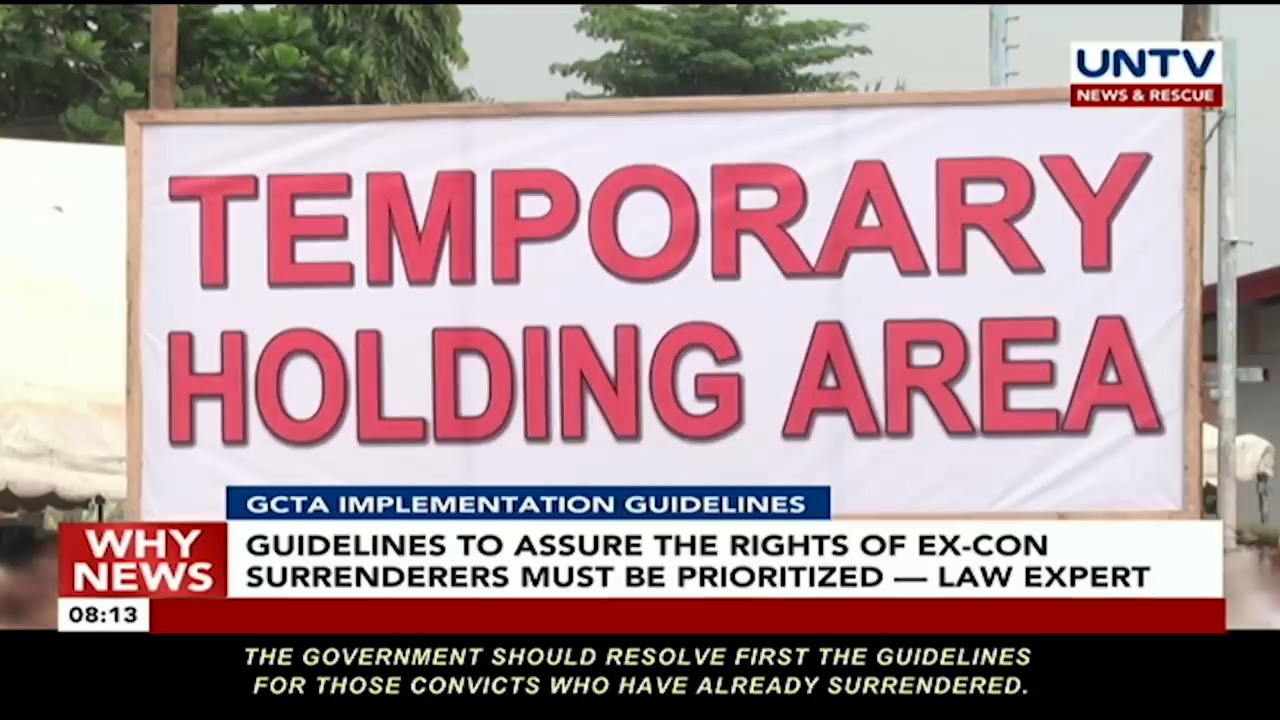 UNTV
NEWS & RESCUE
TEMPORARY
HOLDING AREA
GCTA IMPLEMENTATION GUIDELINES
WHY
NEWS
GUIDELINES TO ASSURE THE RIGHTS OF EX-CON
SURRENDERERS MUST BE PRIORITIZED — LAW EXPERT
08:13
THE GOVERNMENT SHOULD RESOLVE FIRST THE GUIDELINES
FOR THOSE CONVICTS WHO HAVE ALREADY SURRENDERED.